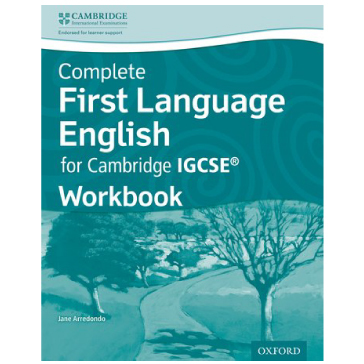 CAMBRIDGE
International Examinations
Endorsed for learner support
Complete
First Language
English
for Cambridge IGCSE®
Workbook
Jane Arredondo
OXFORD